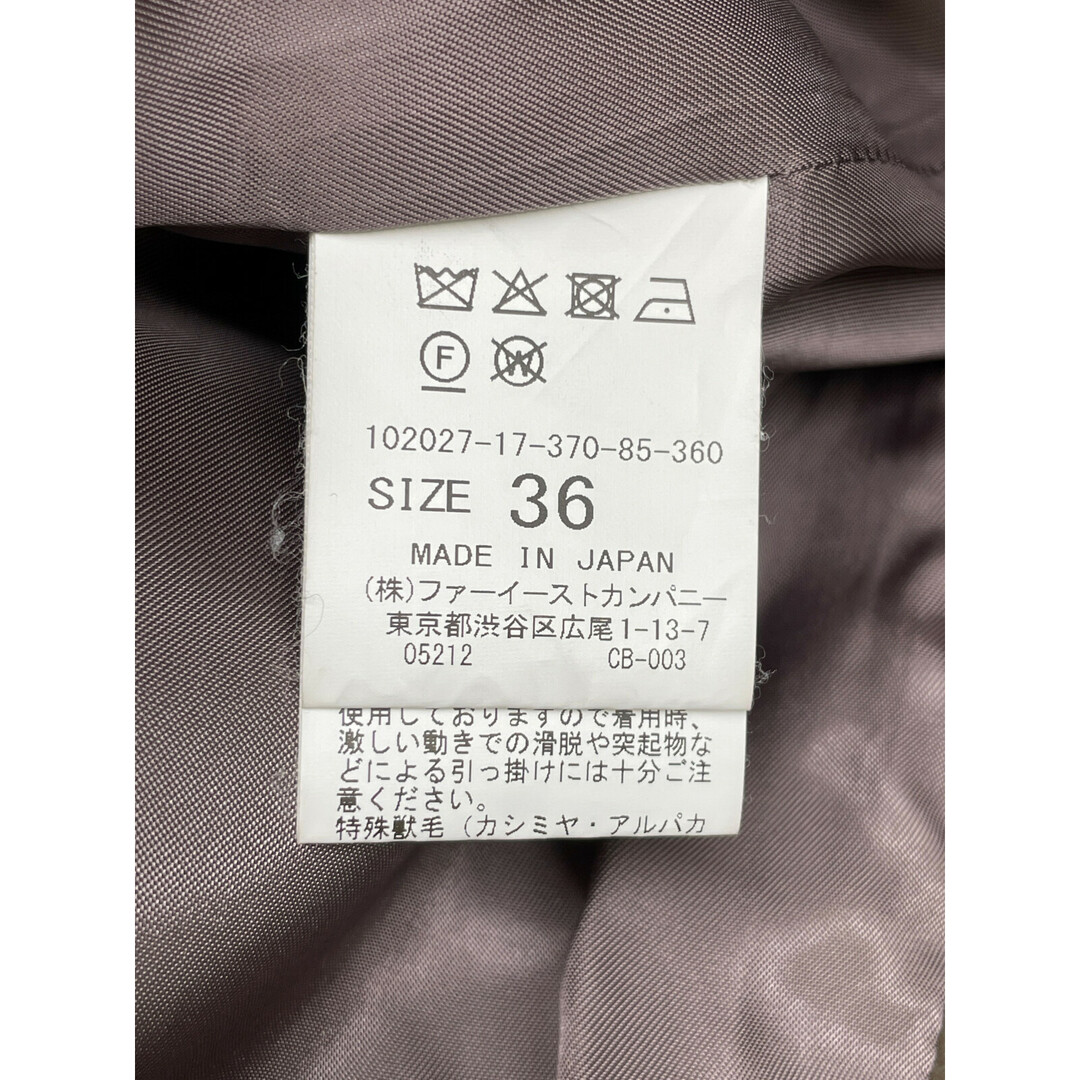 F
W
102027-17-370-85-360
SIZE 36
MADE IN JAPAN
(株)ファーイーストカンパニー
東京都渋谷区広尾1-13-7
05212 CB-003
使用しておりますので着用時、
激しい動きでの滑脱や突起物な
どによる引っ掛けには十分ご注
意ください。
特殊獣毛(カシミヤ・アルパカ